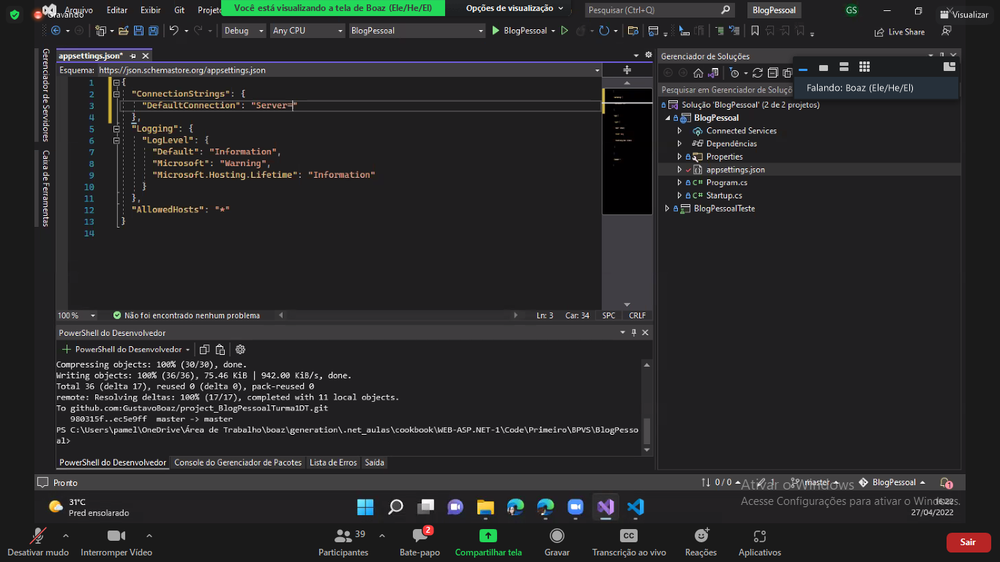 Gravando
Arquivo Editar Exibir Git
Você está visualizando a tela de Boaz (Ele/He/El)
Opções de visualização
Pesquisar (Ctrl+Q)
BlogPessoal
GS
Visualizar
Debug Any CPU BlogPessoal BlogPessoal Live Share
Gerenciador de Servidores
Caixa de Ferramentas
appsettings.json*
Esquema: https://json.schemastore.org/appsettings.json
1 {
2 "ConnectionStrings": {
3 "DefaultConnection": "Server="
4 },
5 "Logging": {
6 "LogLevel": {
7 "Default": "Information",
8 "Microsoft": "Warning",
9 "Microsoft.Hosting.Lifetime": "Information"
10 }
11 },
12 "AllowedHosts": "*"
13 }
14
100 % Não foi encontrado nenhum problema Ln: 3 Car: 34 SPC CRLF
Gerenciador de Soluções
Falando: Boaz (Ele/He/El)
Pesquisar em Gerenciador de Soluçõ
Solução 'BlogPessoal' (2 de 2 projetos)
BlogPessoal
Connected Services
Dependências
Properties
appsettings.json
C# Program.cs
C# Startup.cs
BlogPessoalTeste
PowerShell do Desenvolvedor
PowerShell do Desenvolvedor
Compressing objects: 100% (30/30), done.
Writing objects: 100% (36/36), 75.46 KiB | 942.00 KiB/s, done.
Total 36 (delta 17), reused 0 (delta 0), pack-reused 0
remote: Resolving deltas: 100% (17/17), completed with 11 local objects.
To github.com:GustavoBoaz/project_BlogPessoalTurma1DT.git
980315f..ec5e9ff master -> master
PS C:\Users\pamel\OneDrive\Área de Trabalho\boaz\generation\.net_aulas\cookbook\WEB-ASP.NET-1\Code\Primeiro\BPVS\BlogPesso
al>
PowerShell do Desenvolvedor Console do Gerenciador de Pacotes Lista de Erros Saída
Pronto 0 / 0 1 master BlogPessoal 1
Ativar o Windows
Acesse Configurações para ativar o Windows.
31°C
Pred ensolarado
16:22
27/04/2022
Desativar mudo Interromper Vídeo
39
Participantes
2
Bate-papo
Compartilhar tela
Gravar
CC
Transcrição ao vivo
Reações
Aplicativos
Sair